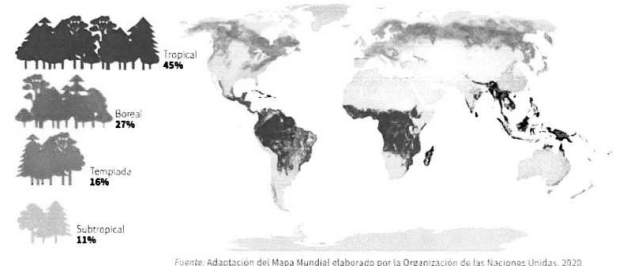 Tropical
45%
Boreal
27%
Templada
16%
Subtropical
11%
Fuente: Adaptación del Mapa Mundial elaborado por la Organización de las Naciones Unidas, 2020.